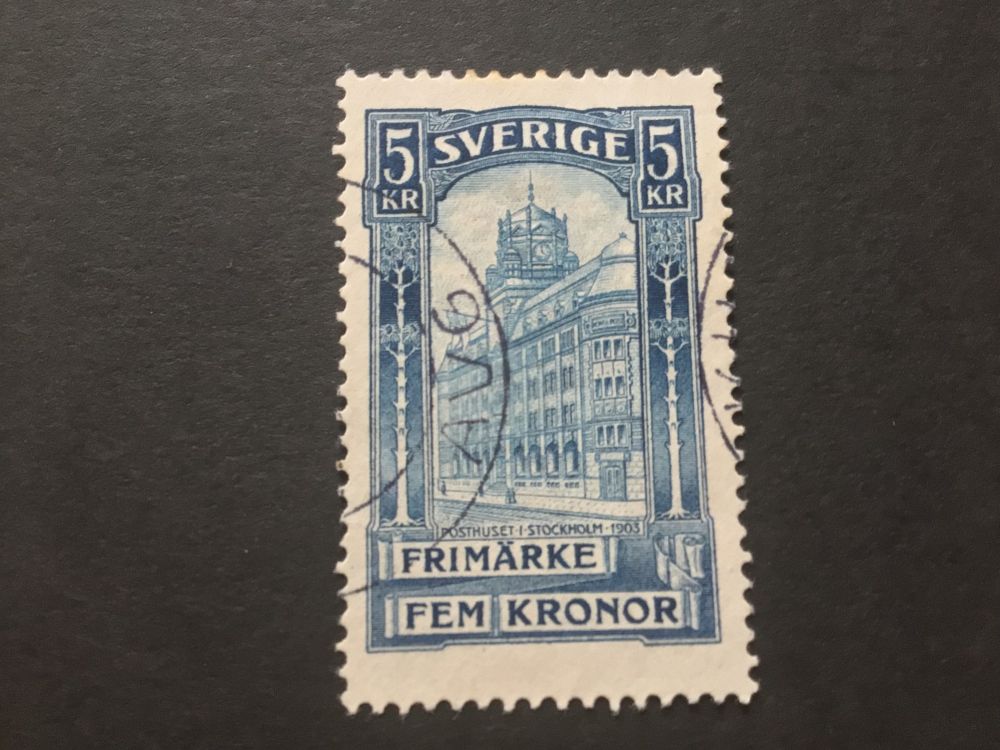 5 KR
SVERIGE
5 KR
POSTHUSET · I · STOCKHOLM · 1903
FRIMÄRKE
FEM KRONOR